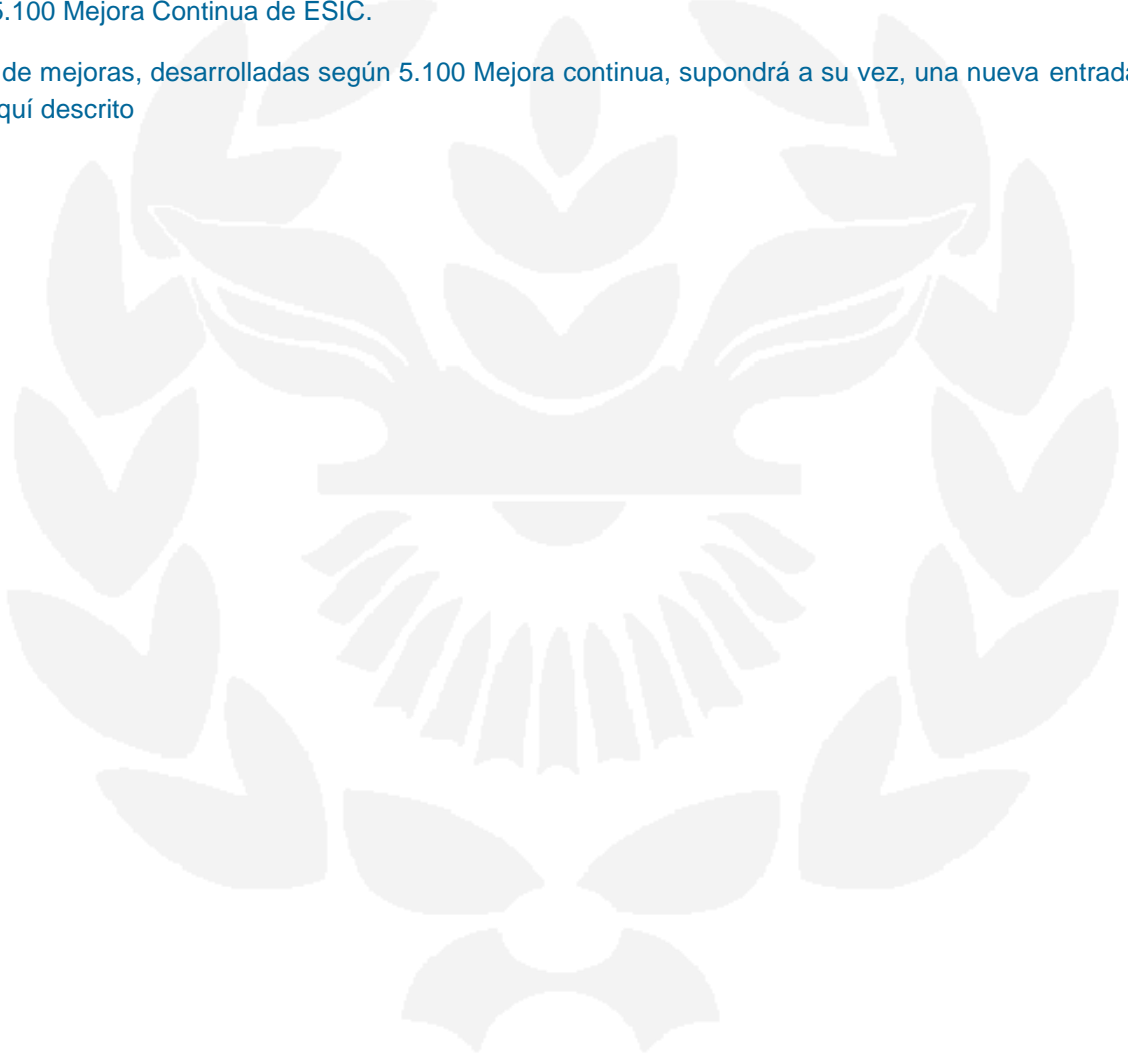 5.100 Mejora Continua de ESIC.
de mejoras, desarrolladas según 5.100 Mejora continua, supondrá a su vez, una nueva entrada
quí descrito